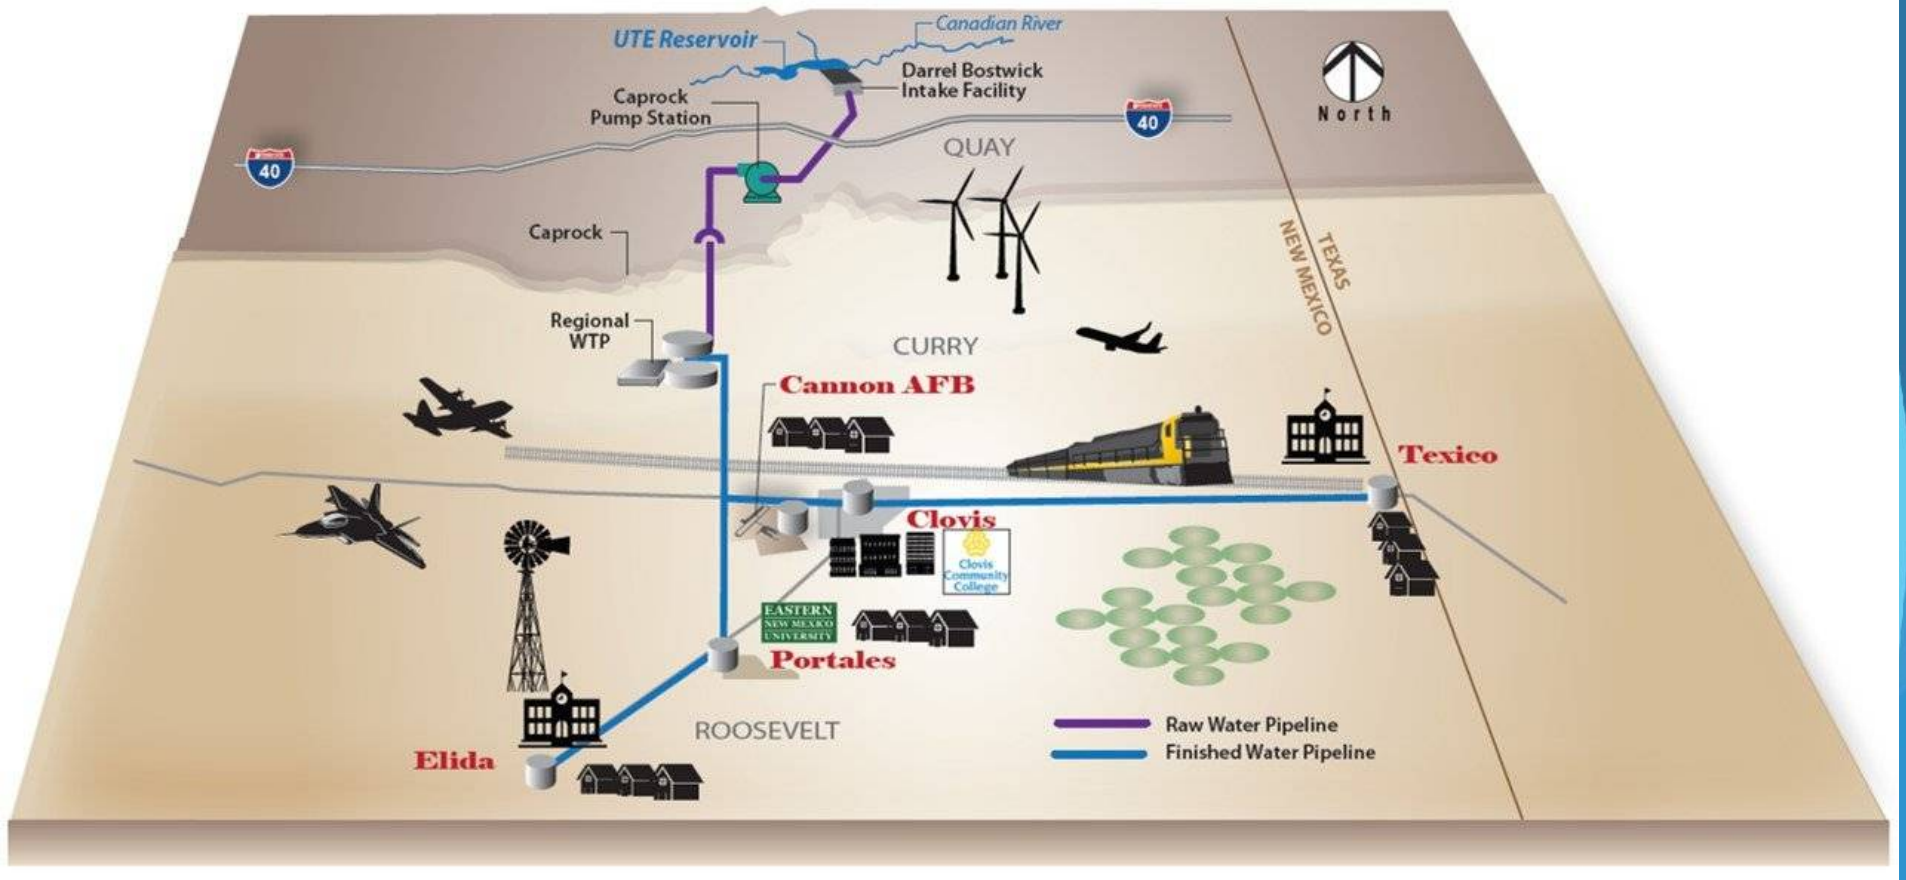 Canadian River
UTE Reservoir
Darrel Bostwick
Intake Facility
Caprock
Pump Station
40
North
40
QUAY
Caprock
TEXAS
NEW MEXICO
Regional
WTP
CURRY
Cannon AFB
Texico
Clovis
Clovis
Community
College
EASTERN
NEW MEXICO
UNIVERSITY
Portales
ROOSEVELT
Raw Water Pipeline
Finished Water Pipeline
Elida